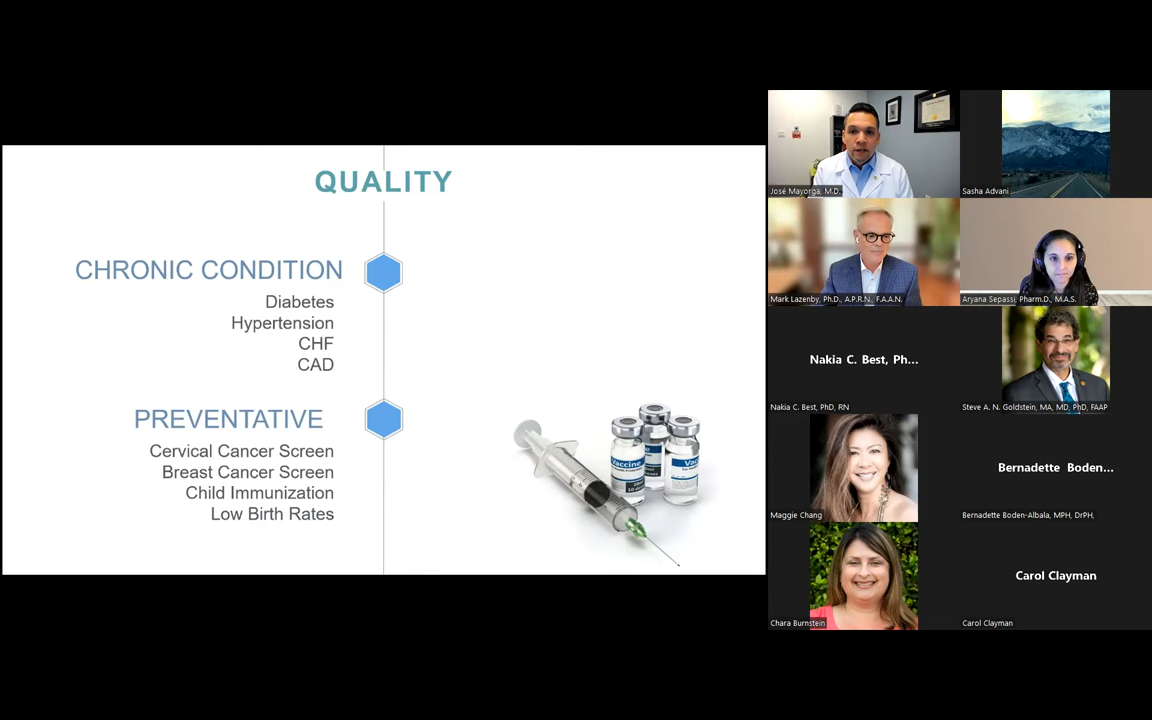 QUALITY
CHRONIC CONDITION
Diabetes
Hypertension
CHF
CAD
PREVENTATIVE
Cervical Cancer Screen
Breast Cancer Screen
Child Immunization
Low Birth Rates
Vaccine
José Mayorga, M.D.
Sasha Advani
Mark Lazenby, Ph.D., A.P.R.N., F.A.A.N.
Aryana Sepassi, Pharm.D., M.A.S.
Nakia C. Best, Ph...
Nakia C. Best, PhD, RN
Steve A. N. Goldstein, MA, MD, PhD, FAAP
Maggie Chang
Bernadette Boden...
Bernadette Boden-Albala, MPH, DrPH,
Chara Burnstein
Carol Clayman
Carol Clayman